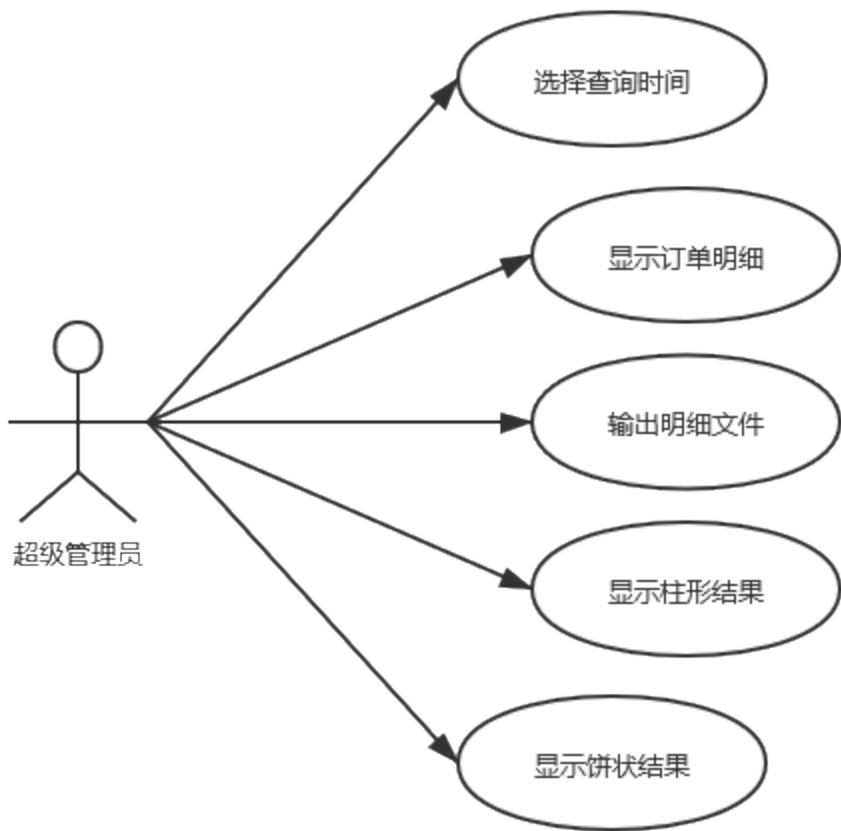 选择查询时间
显示订单明细
输出明细文件
超级管理员
显示柱形结果
显示饼状结果